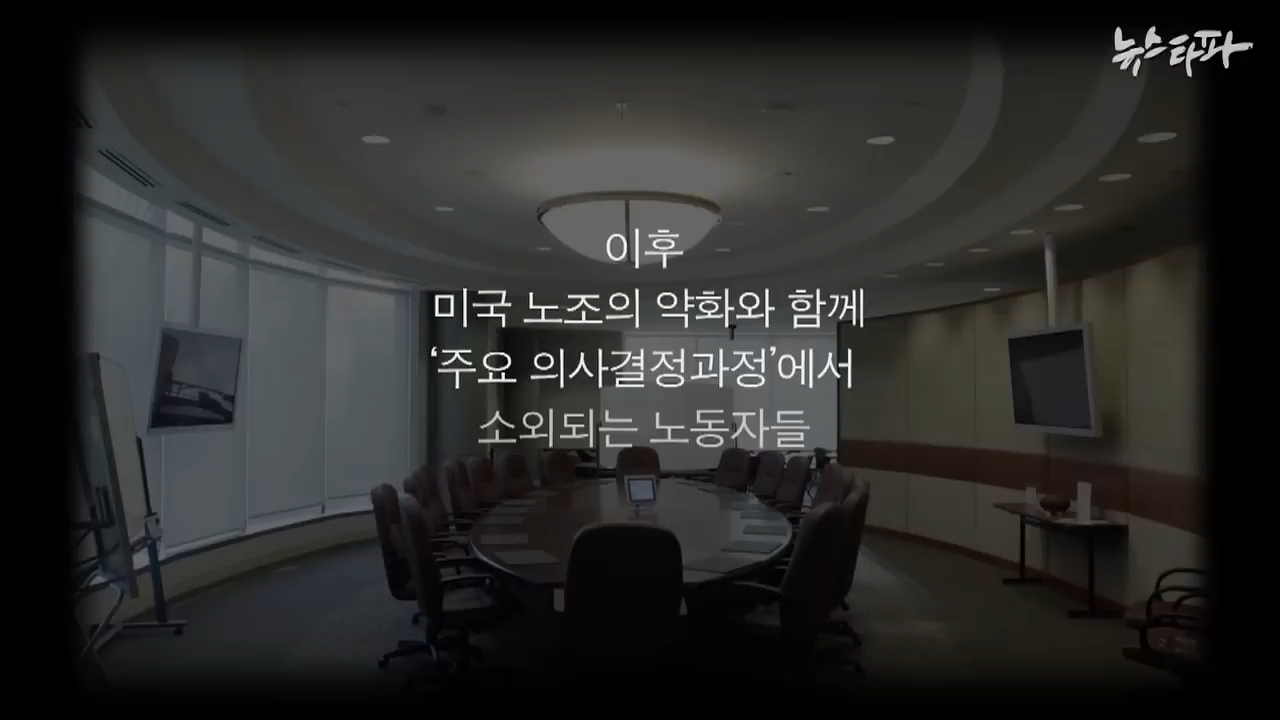 뉴스타파
이후
미국 노조의 약화와 함께
‘주요 의사결정과정’에서
소외되는 노동자들